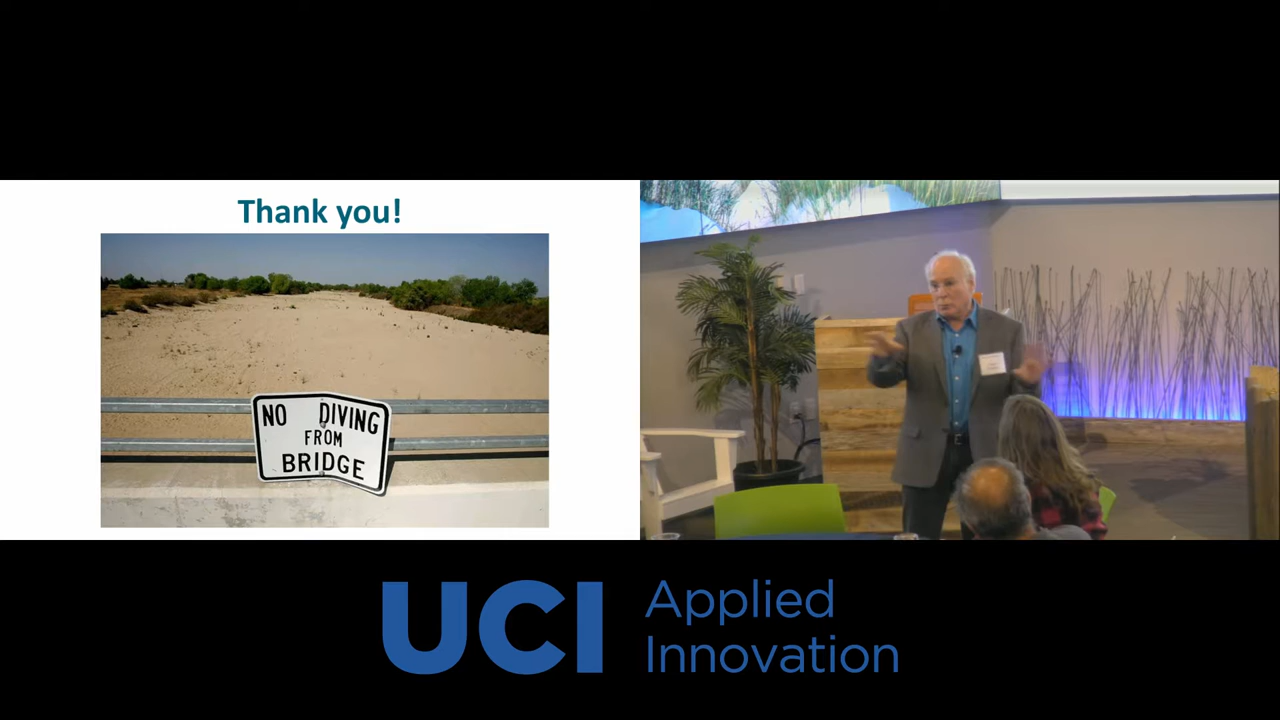 Thank you!
NO DIVING
FROM
BRIDGE
UCI
Applied
Innovation